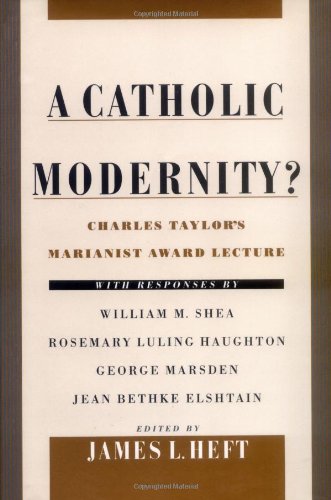 A CATHOLIC
MODERNITY?
CHARLES TAYLOR'S
MARIANIST AWARD LECTURE
WITH RESPONSES BY
WILLIAM M. SHEA
ROSEMARY LULING HAUGHTON
GEORGE MARSDEN
JEAN BETHKE ELSHTAIN
EDITED BY
JAMES L. HEFT